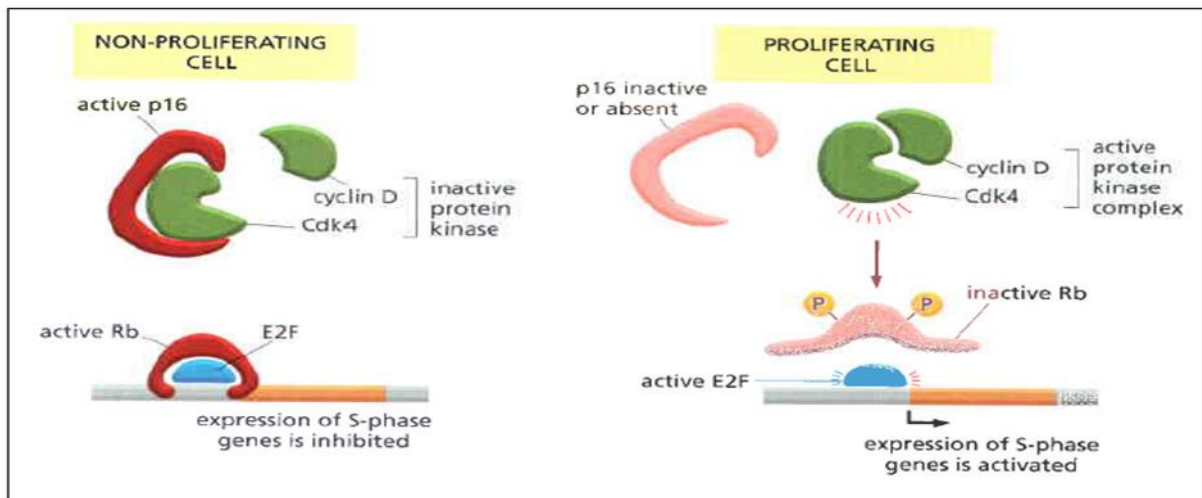 NON-PROLIFERATING
CELL
active p16
cyclin D
Cdk4
inactive
protein
kinase
active Rb
E2F
expression of S-phase
genes is inhibited
PROLIFERATING
CELL
p16 inactive
or absent
cyclin D
Cdk4
active
protein
kinase
complex
P
P
inactive Rb
active E2F
expression of S-phase
genes is activated